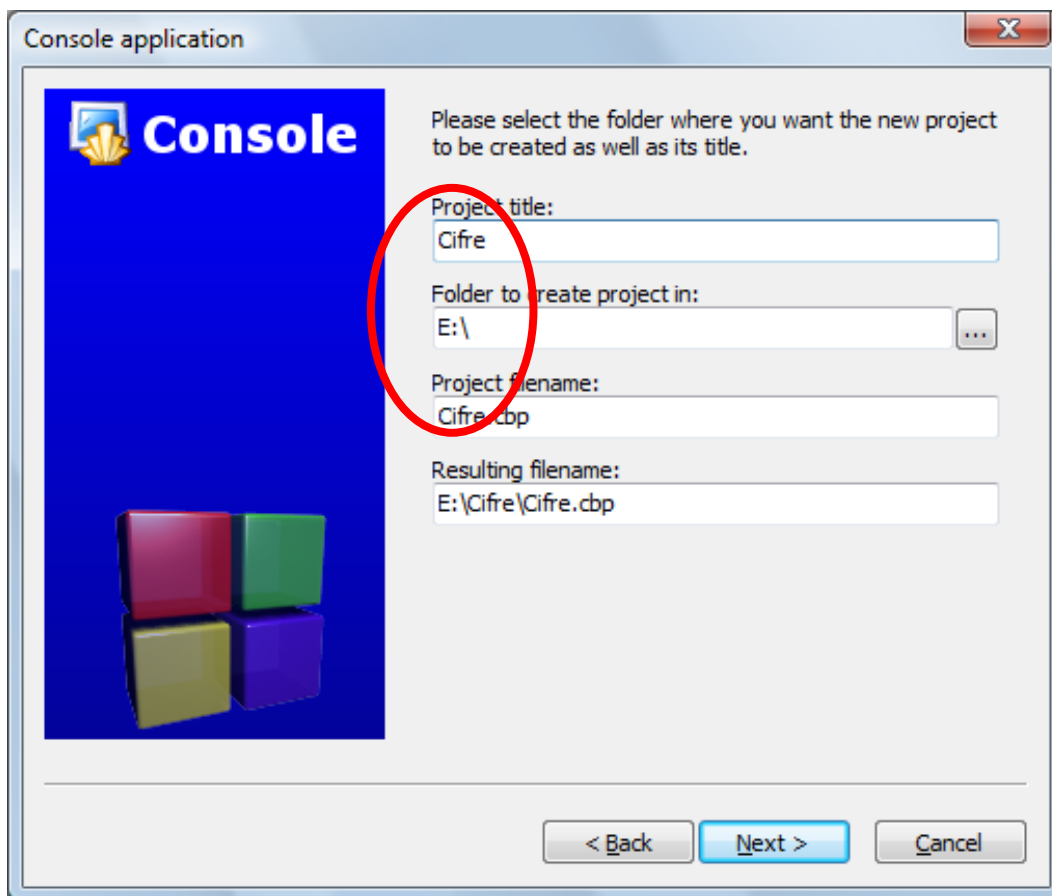 Console application
Console
Please select the folder where you want the new project
to be created as well as its title.
Project title:
Cifre
Folder to create project in:
E:\
...
Project filename:
Cifre.cbp
Resulting filename:
E:\Cifre\Cifre.cbp
< Back
Next >
Cancel